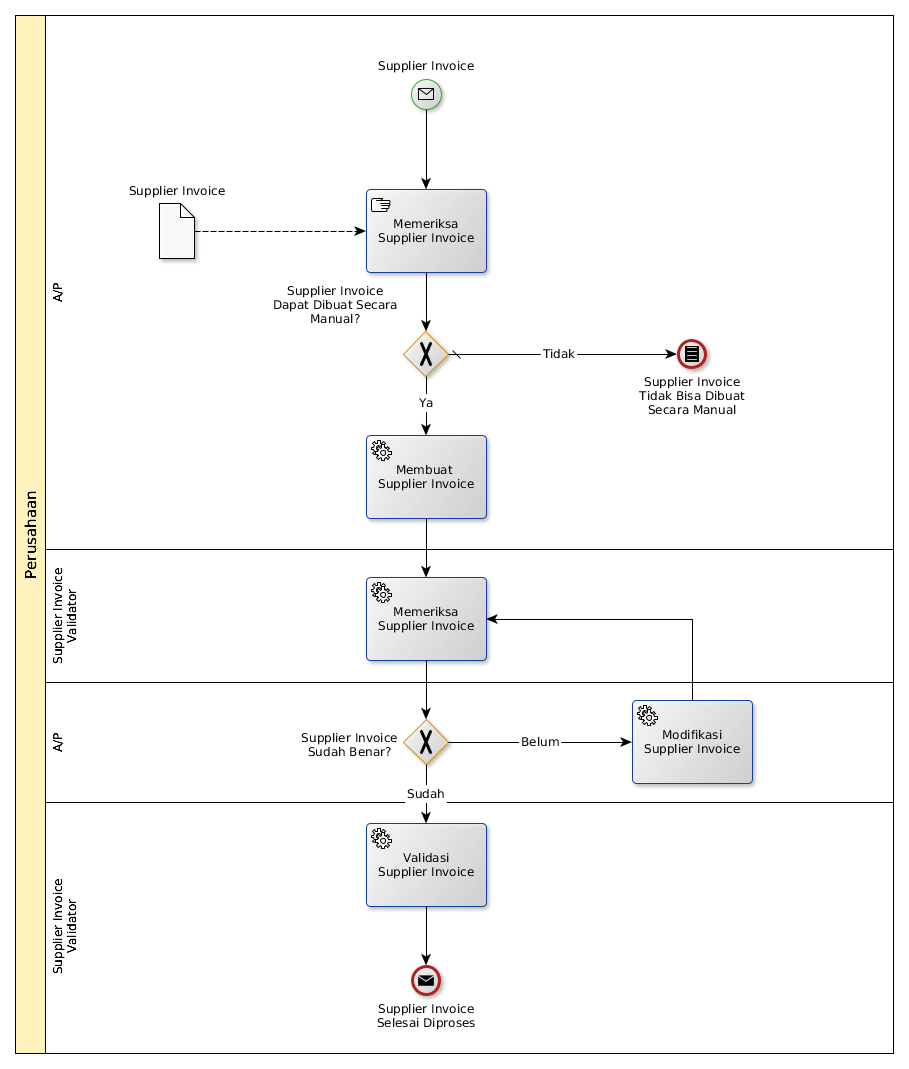 Perusahaan
A/P
Supplier Invoice
Supplier Invoice
Memeriksa
Supplier Invoice
Supplier Invoice
Dapat Dibuat Secara
Manual?
Tidak
Supplier Invoice
Tidak Bisa Dibuat
Secara Manual
Ya
Membuat
Supplier Invoice
Supplier Invoice
Validator
Memeriksa
Supplier Invoice
A/P
Supplier Invoice
Sudah Benar?
Belum
Modifikasi
Supplier Invoice
Sudah
Supplier Invoice
Validator
Validasi
Supplier Invoice
Supplier Invoice
Selesai Diproses